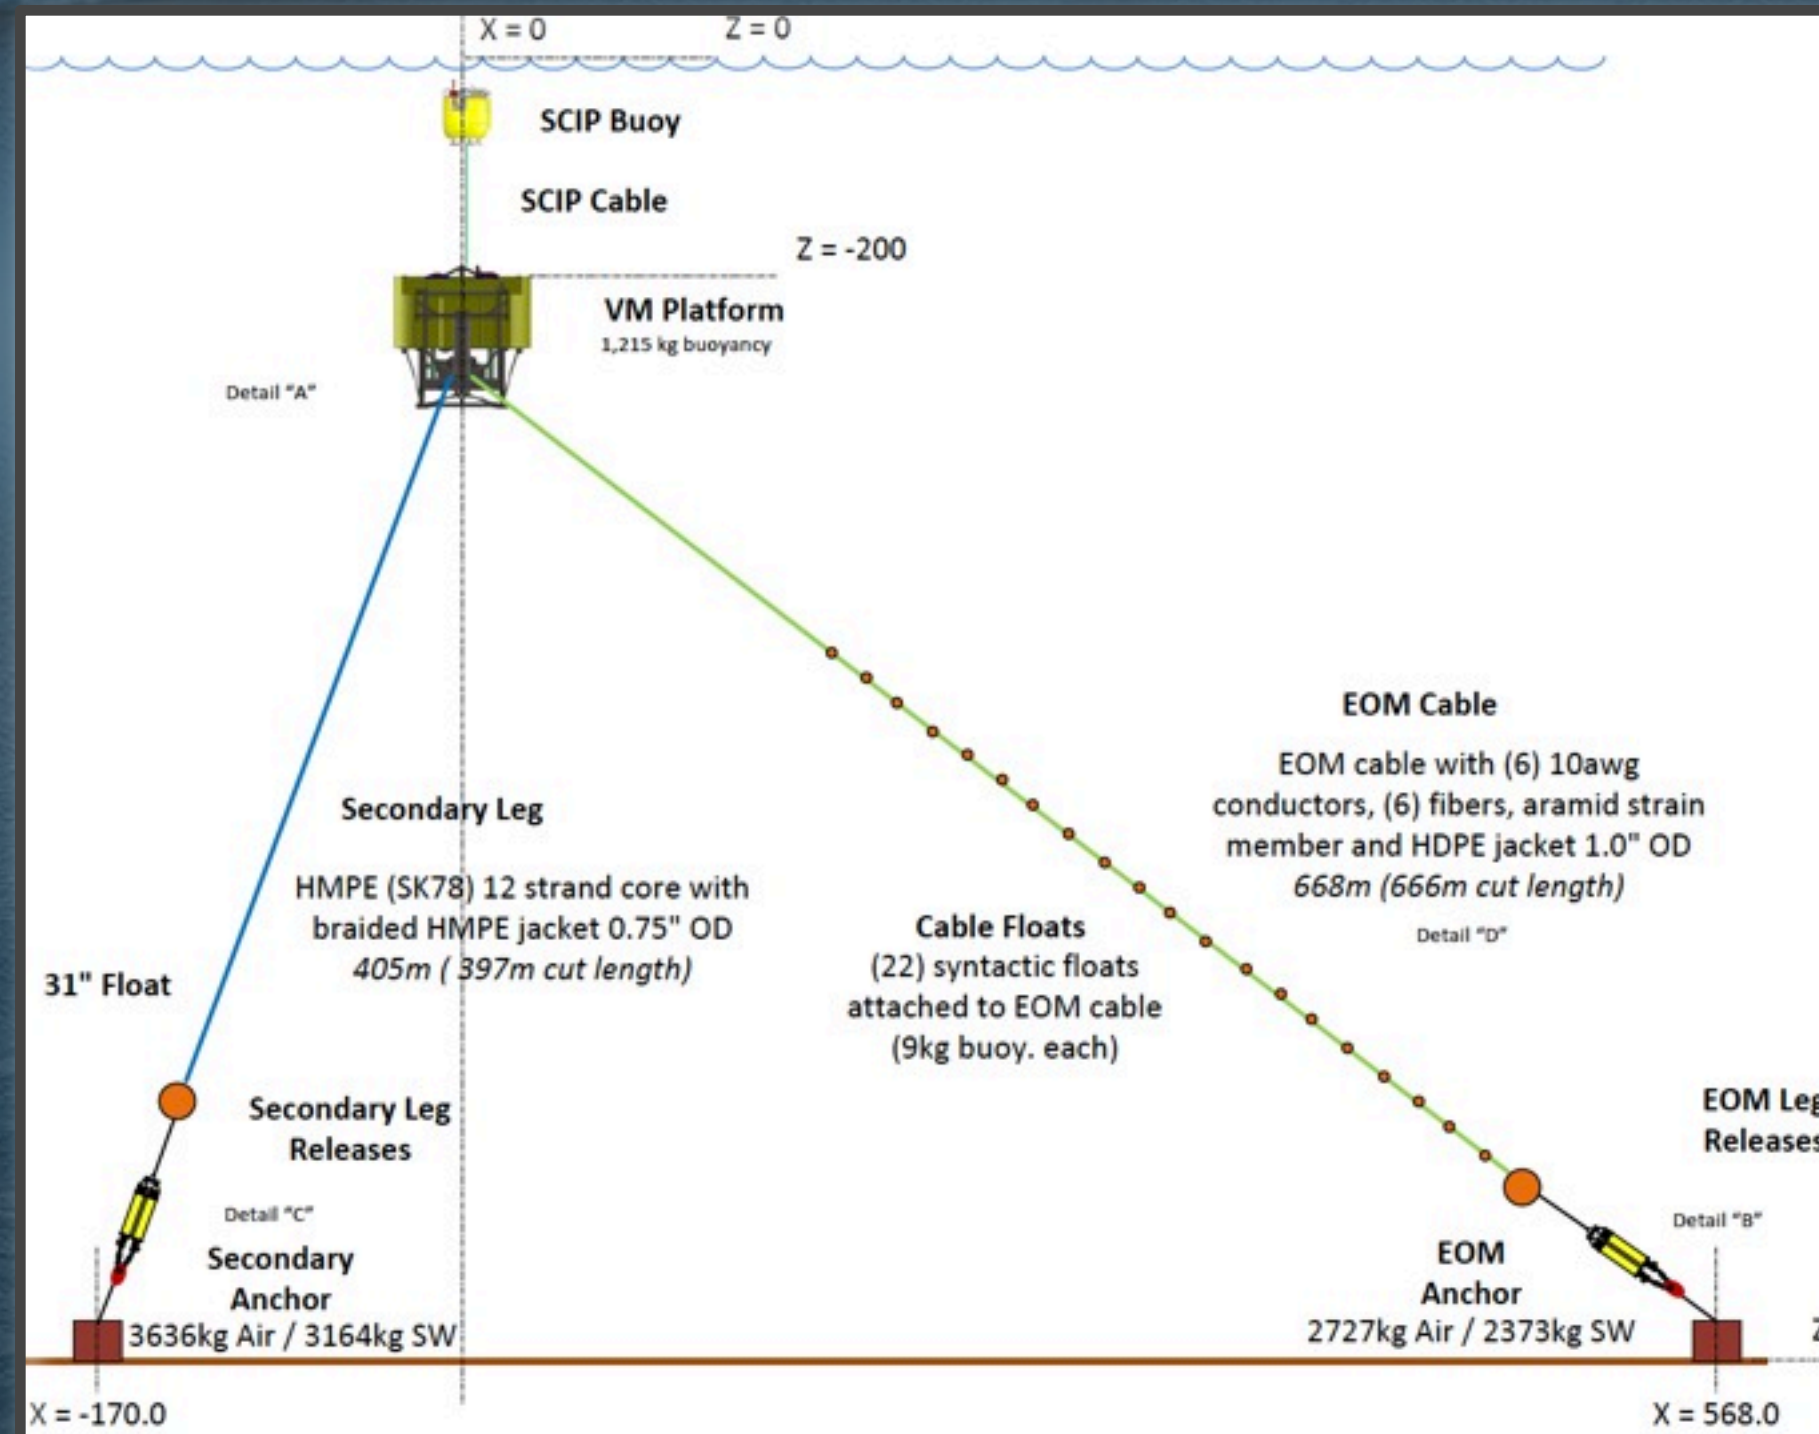 X = 0
Z = 0
SCIP Buoy
SCIP Cable
Z = -200
VM Platform
1,215 kg buoyancy
Detail "A"
EOM Cable
EOM cable with (6) 10awg
conductors, (6) fibers, aramid strain
member and HDPE jacket 1.0" OD
668m (666m cut length)
Detail "D"
Secondary Leg
HMPE (SK78) 12 strand core with
braided HMPE jacket 0.75" OD
405m ( 397m cut length)
Cable Floats
(22) syntactic floats
attached to EOM cable
(9kg buoy. each)
31" Float
Secondary Leg
Releases
EOM Leg
Releases
Detail "C"
Detail "B"
Secondary
Anchor
3636kg Air / 3164kg SW
EOM
Anchor
2727kg Air / 2373kg SW
Z
X = -170.0
X = 568.0